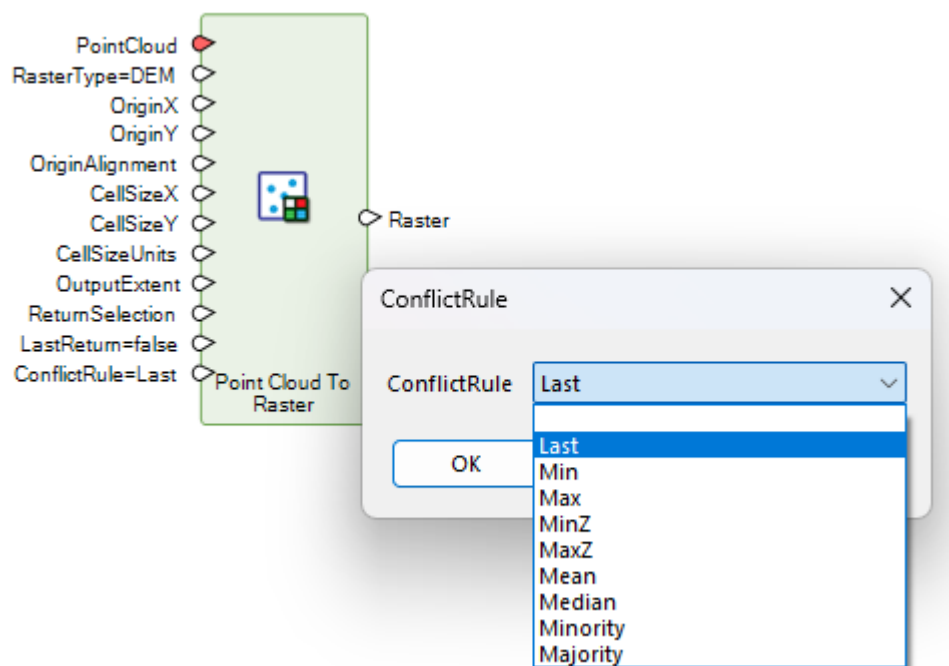 PointCloud
RasterType=DEM
OriginX
OriginY
OriginAlignment
CellSizeX
CellSizeY
CellSizeUnits
OutputExtent
ReturnSelection
LastReturn=false
ConflictRule=Last
Point Cloud To
Raster
Raster
ConflictRule
ConflictRule
Last
OK
Last
Min
Max
MinZ
MaxZ
Mean
Median
Minority
Majority